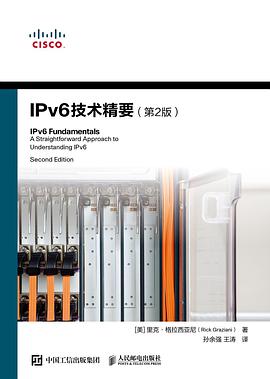 CISCO
IPv6技术精要（第2版）
IPv6 Fundamentals
A Straightforward Approach to
Understanding IPv6
Second Edition
[美] 里克·格拉西亚尼（Rick Graziani） 著
孙余强 王涛 译
中国工信出版集团
人民邮电出版社
POSTS & TELECOM PRESS